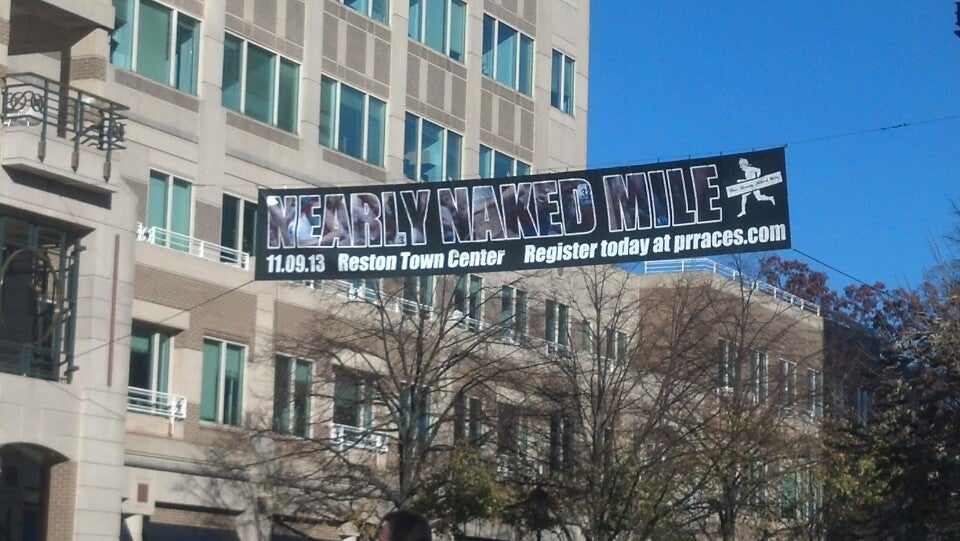 NEARLY NAKED MILE
11.09.13 Reston Town Center Register today at prraces.com